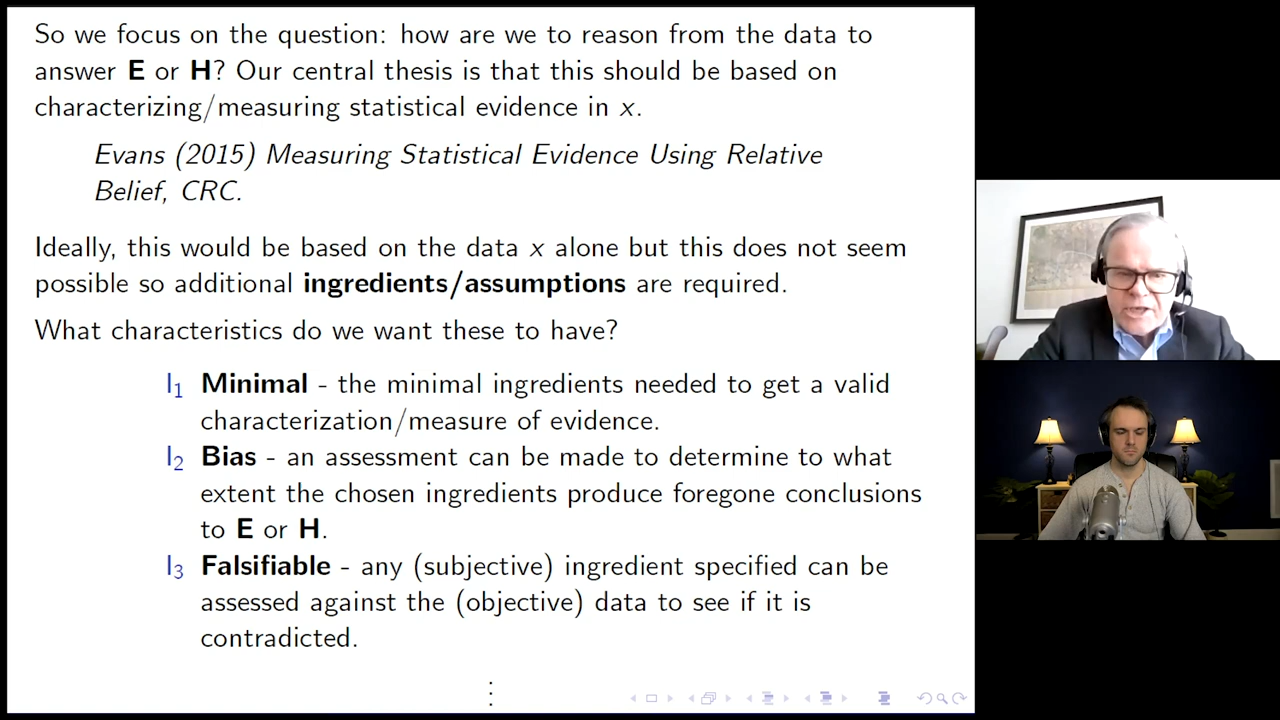 So we focus on the question: how are we to reason from the data to
answer E or H? Our central thesis is that this should be based on
characterizing/measuring statistical evidence in x.
Evans (2015) Measuring Statistical Evidence Using Relative
Belief, CRC.
Ideally, this would be based on the data x alone but this does not seem
possible so additional ingredients/assumptions are required.
What characteristics do we want these to have?
I₁ Minimal - the minimal ingredients needed to get a valid
characterization/measure of evidence.
I₂ Bias - an assessment can be made to determine to what
extent the chosen ingredients produce foregone conclusions
to E or H.
I₃ Falsifiable - any (subjective) ingredient specified can be
assessed against the (objective) data to see if it is
contradicted.
⋮